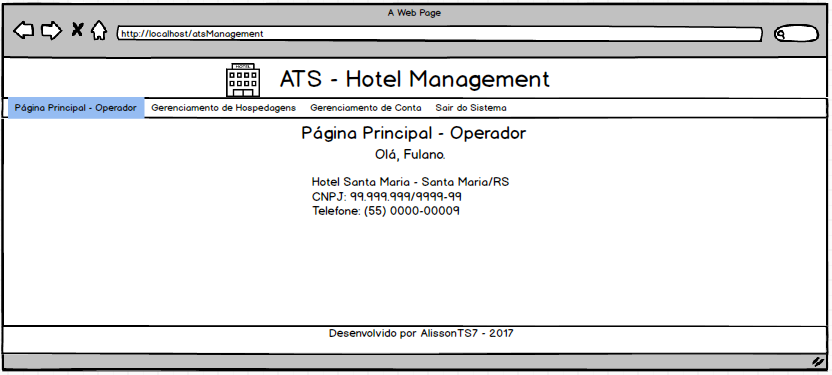 A Web Page
http://localhost/atsManagement
HOTEL
ATS - Hotel Management
Página Principal - Operador Gerenciamento de Hospedagens Gerenciamento de Conta Sair do Sistema
Página Principal - Operador
Olá, Fulano.
Hotel Santa Maria - Santa Maria/RS
CNPJ: 99.999.999/9999-99
Telefone: (55) 0000-00009
Desenvolvido por AlissonTS7 - 2017